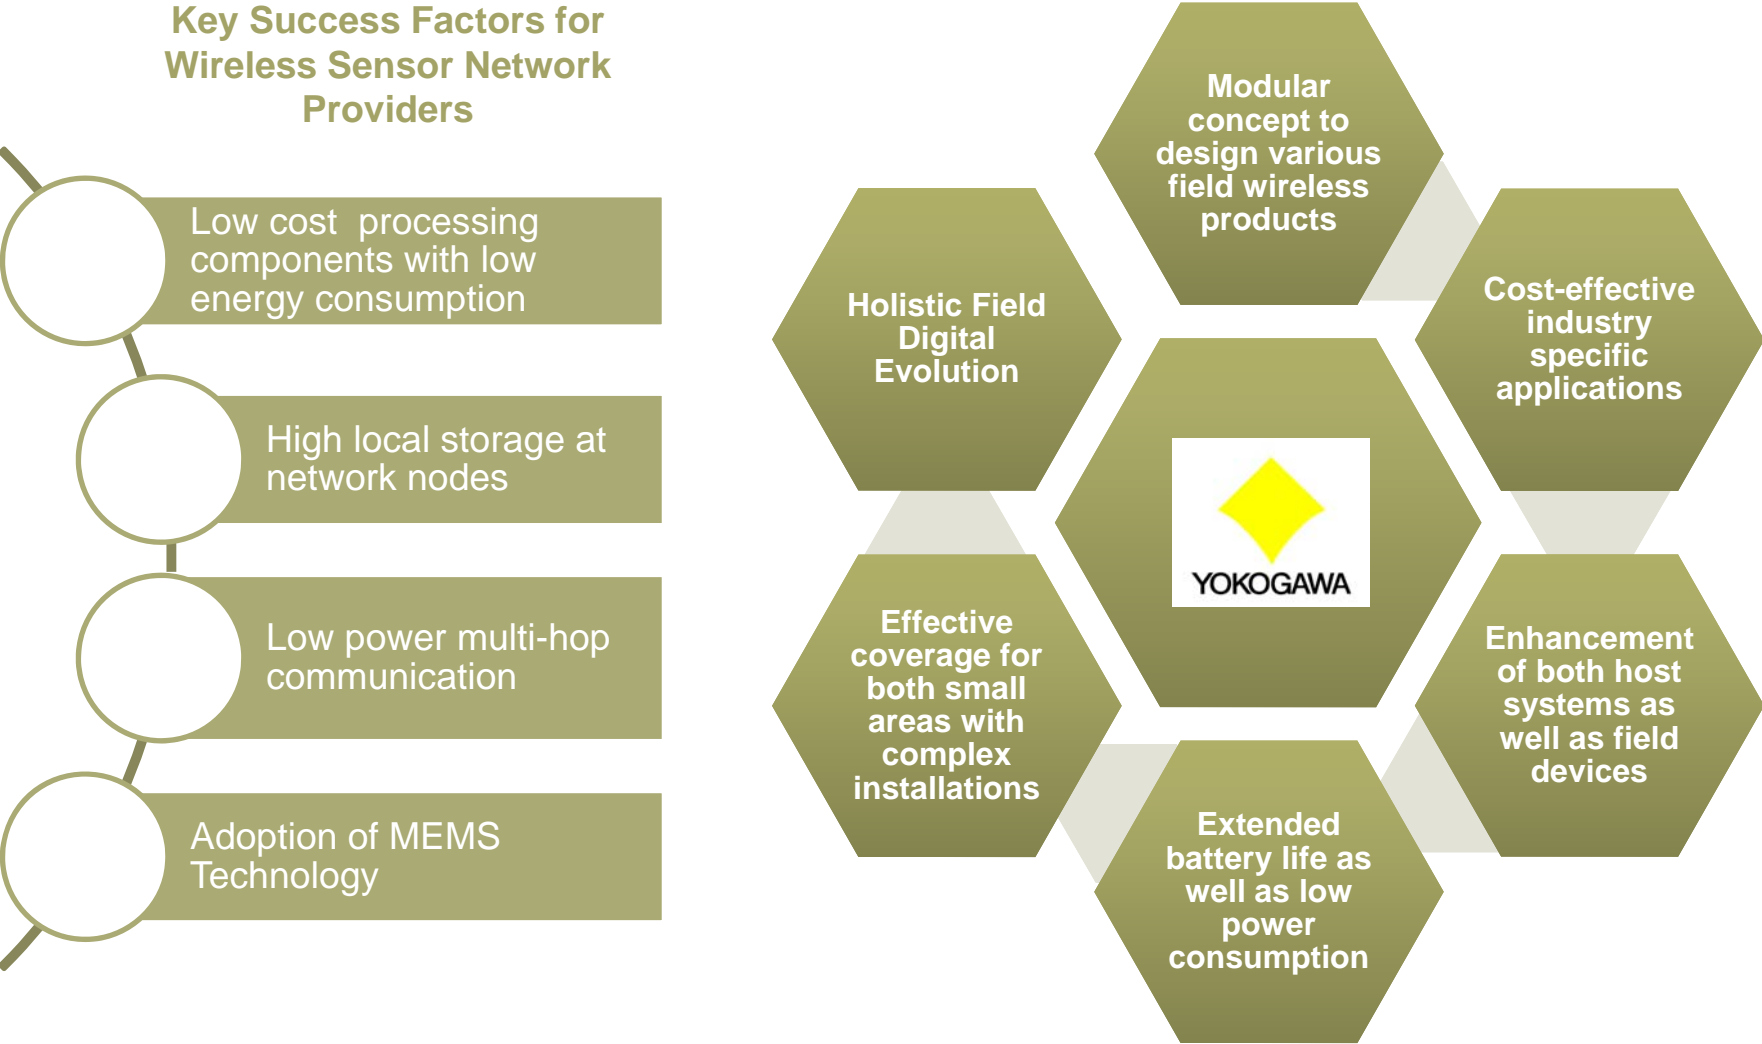 Key Success Factors for
Wireless Sensor Network
Providers
Low cost  processing
components with low
energy consumption
High local storage at
network nodes
Low power multi-hop
communication
Adoption of MEMS
Technology
Modular
concept to
design various
field wireless
products
Cost-effective
industry
specific
applications
Enhancement
of both host
systems as
well as field
devices
Extended
battery life as
well as low
power
consumption
Effective
coverage for
both small
areas with
complex
installations
Holistic Field
Digital
Evolution
YOKOGAWA